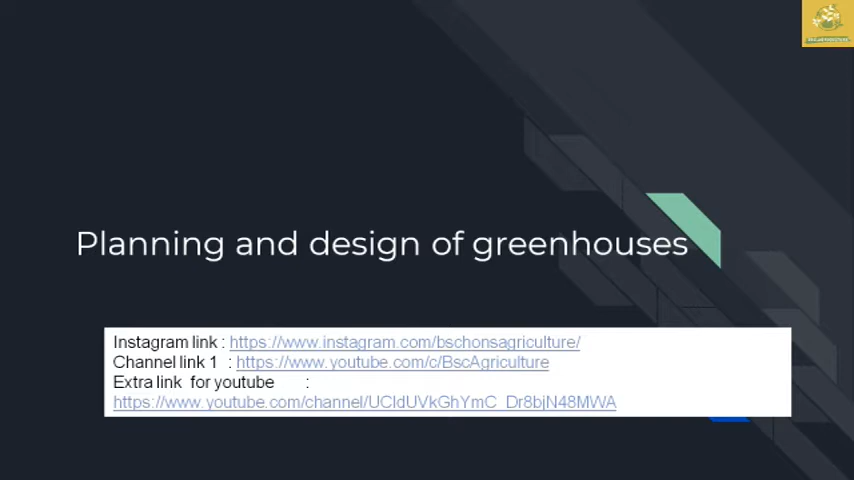 Planning and design of greenhouses
Instagram link : https://www.instagram.com/bschonsagriculture/
Channel link 1 : https://www.youtube.com/c/BscAgriculture
Extra link for youtube :
https://www.youtube.com/channel/UCldUVkGhYmC_Dr8bjN48MWA